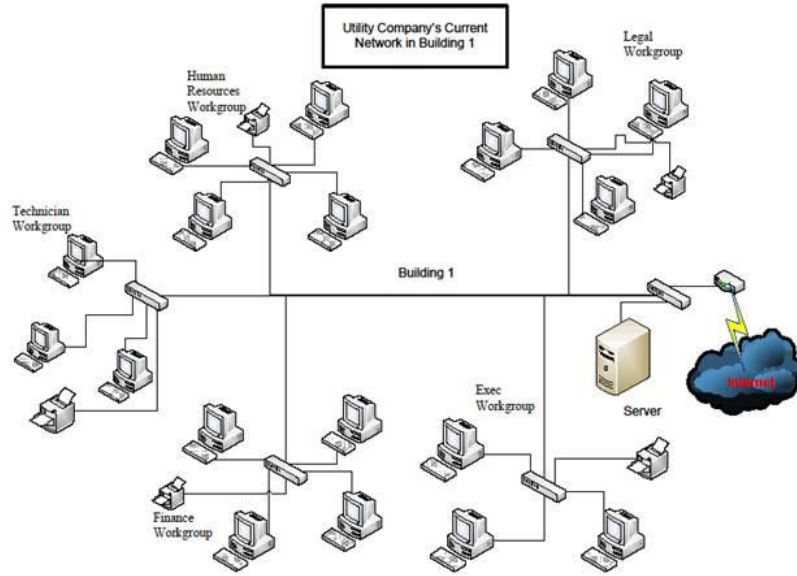 Utility Company's Current
Network in Building 1
Human
Resources
Workgroup
Legal
Workgroup
Technician
Workgroup
Building 1
Exec
Workgroup
Server
Internet
Finance
Workgroup